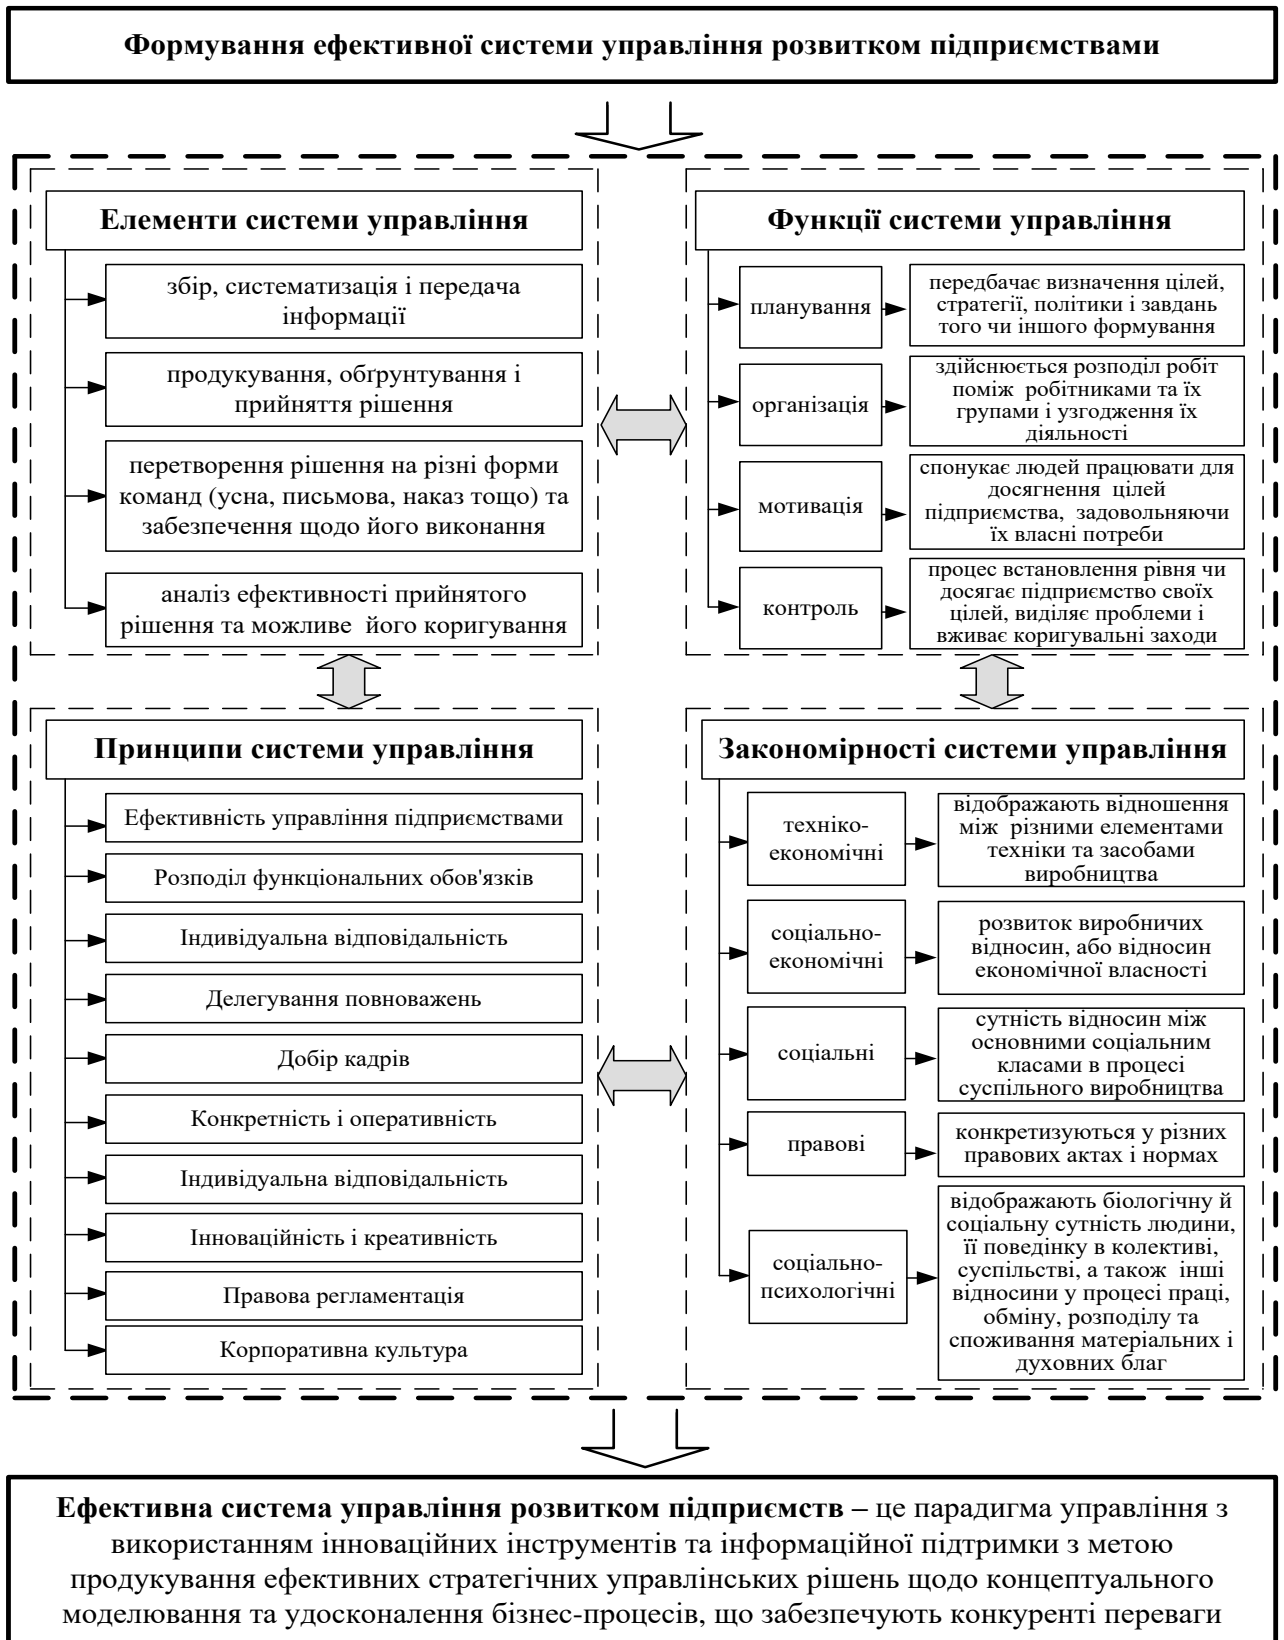 Формування ефективної системи управління розвитком підприємствами
Елементи системи управління
збір, систематизація і передача
інформації
продукування, обґрунтування і
прийняття рішення
перетворення рішення на різні форми
команд (усна, письмова, наказ тощо) та
забезпечення щодо його виконання
аналіз ефективності прийнятого
рішення та можливе його коригування
Функції системи управління
планування
передбачає визначення цілей,
стратегії, політики і завдань
того чи іншого формування
організація
здійснюється розподіл робіт
поміж робітниками та їх
групами і узгодження їх
діяльності
мотивація
спонукає людей працювати для
досягнення цілей
підприємства, задовольняючи
їх власні потреби
контроль
процес встановлення рівня чи
досягає підприємство своїх
цілей, виділяє проблеми і
вживає коригувальні заходи
Принципи системи управління
Ефективність управління підприємствами
Розподіл функціональних обов'язків
Індивідуальна відповідальність
Делегування повноважень
Добір кадрів
Конкретність і оперативність
Індивідуальна відповідальність
Інноваційність і креативність
Правова регламентація
Корпоративна культура
Закономірності системи управління
техніко-
економічні
відображають відношення
між різними елементами
техніки та засобами
виробництва
соціально-
економічні
розвиток виробничих
відносин, або відносин
економічної власності
соціальні
сутність відносин між
основними соціальним
класами в процесі
суспільного виробництва
правові
конкретизуються у різних
правових актах і нормах
соціально-
психологічні
відображають біологічну й
соціальну сутність людини,
її поведінку в колективі,
суспільстві, а також інші
відносини у процесі праці,
обміну, розподілу та
споживання матеріальних і
духовних благ
Ефективна система управління розвитком підприємств – це парадигма управління з
використанням інноваційних інструментів та інформаційної підтримки з метою
продукування ефективних стратегічних управлінських рішень щодо концептуального
моделювання та удосконалення бізнес-процесів, що забезпечують конкуренті переваги